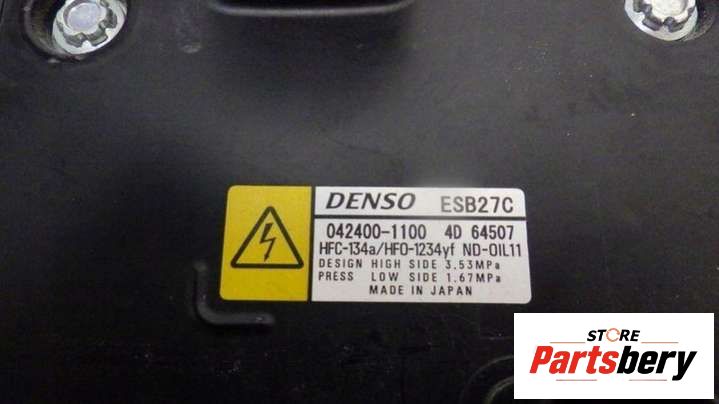 DENSO ESB27C
042400-1100 4D 64507
HFC-134a/HFO-1234yf ND-OIL11
DESIGN HIGH SIDE 3.53MPa
PRESS LOW SIDE 1.67MPa
MADE IN JAPAN
STORE
Partsbery